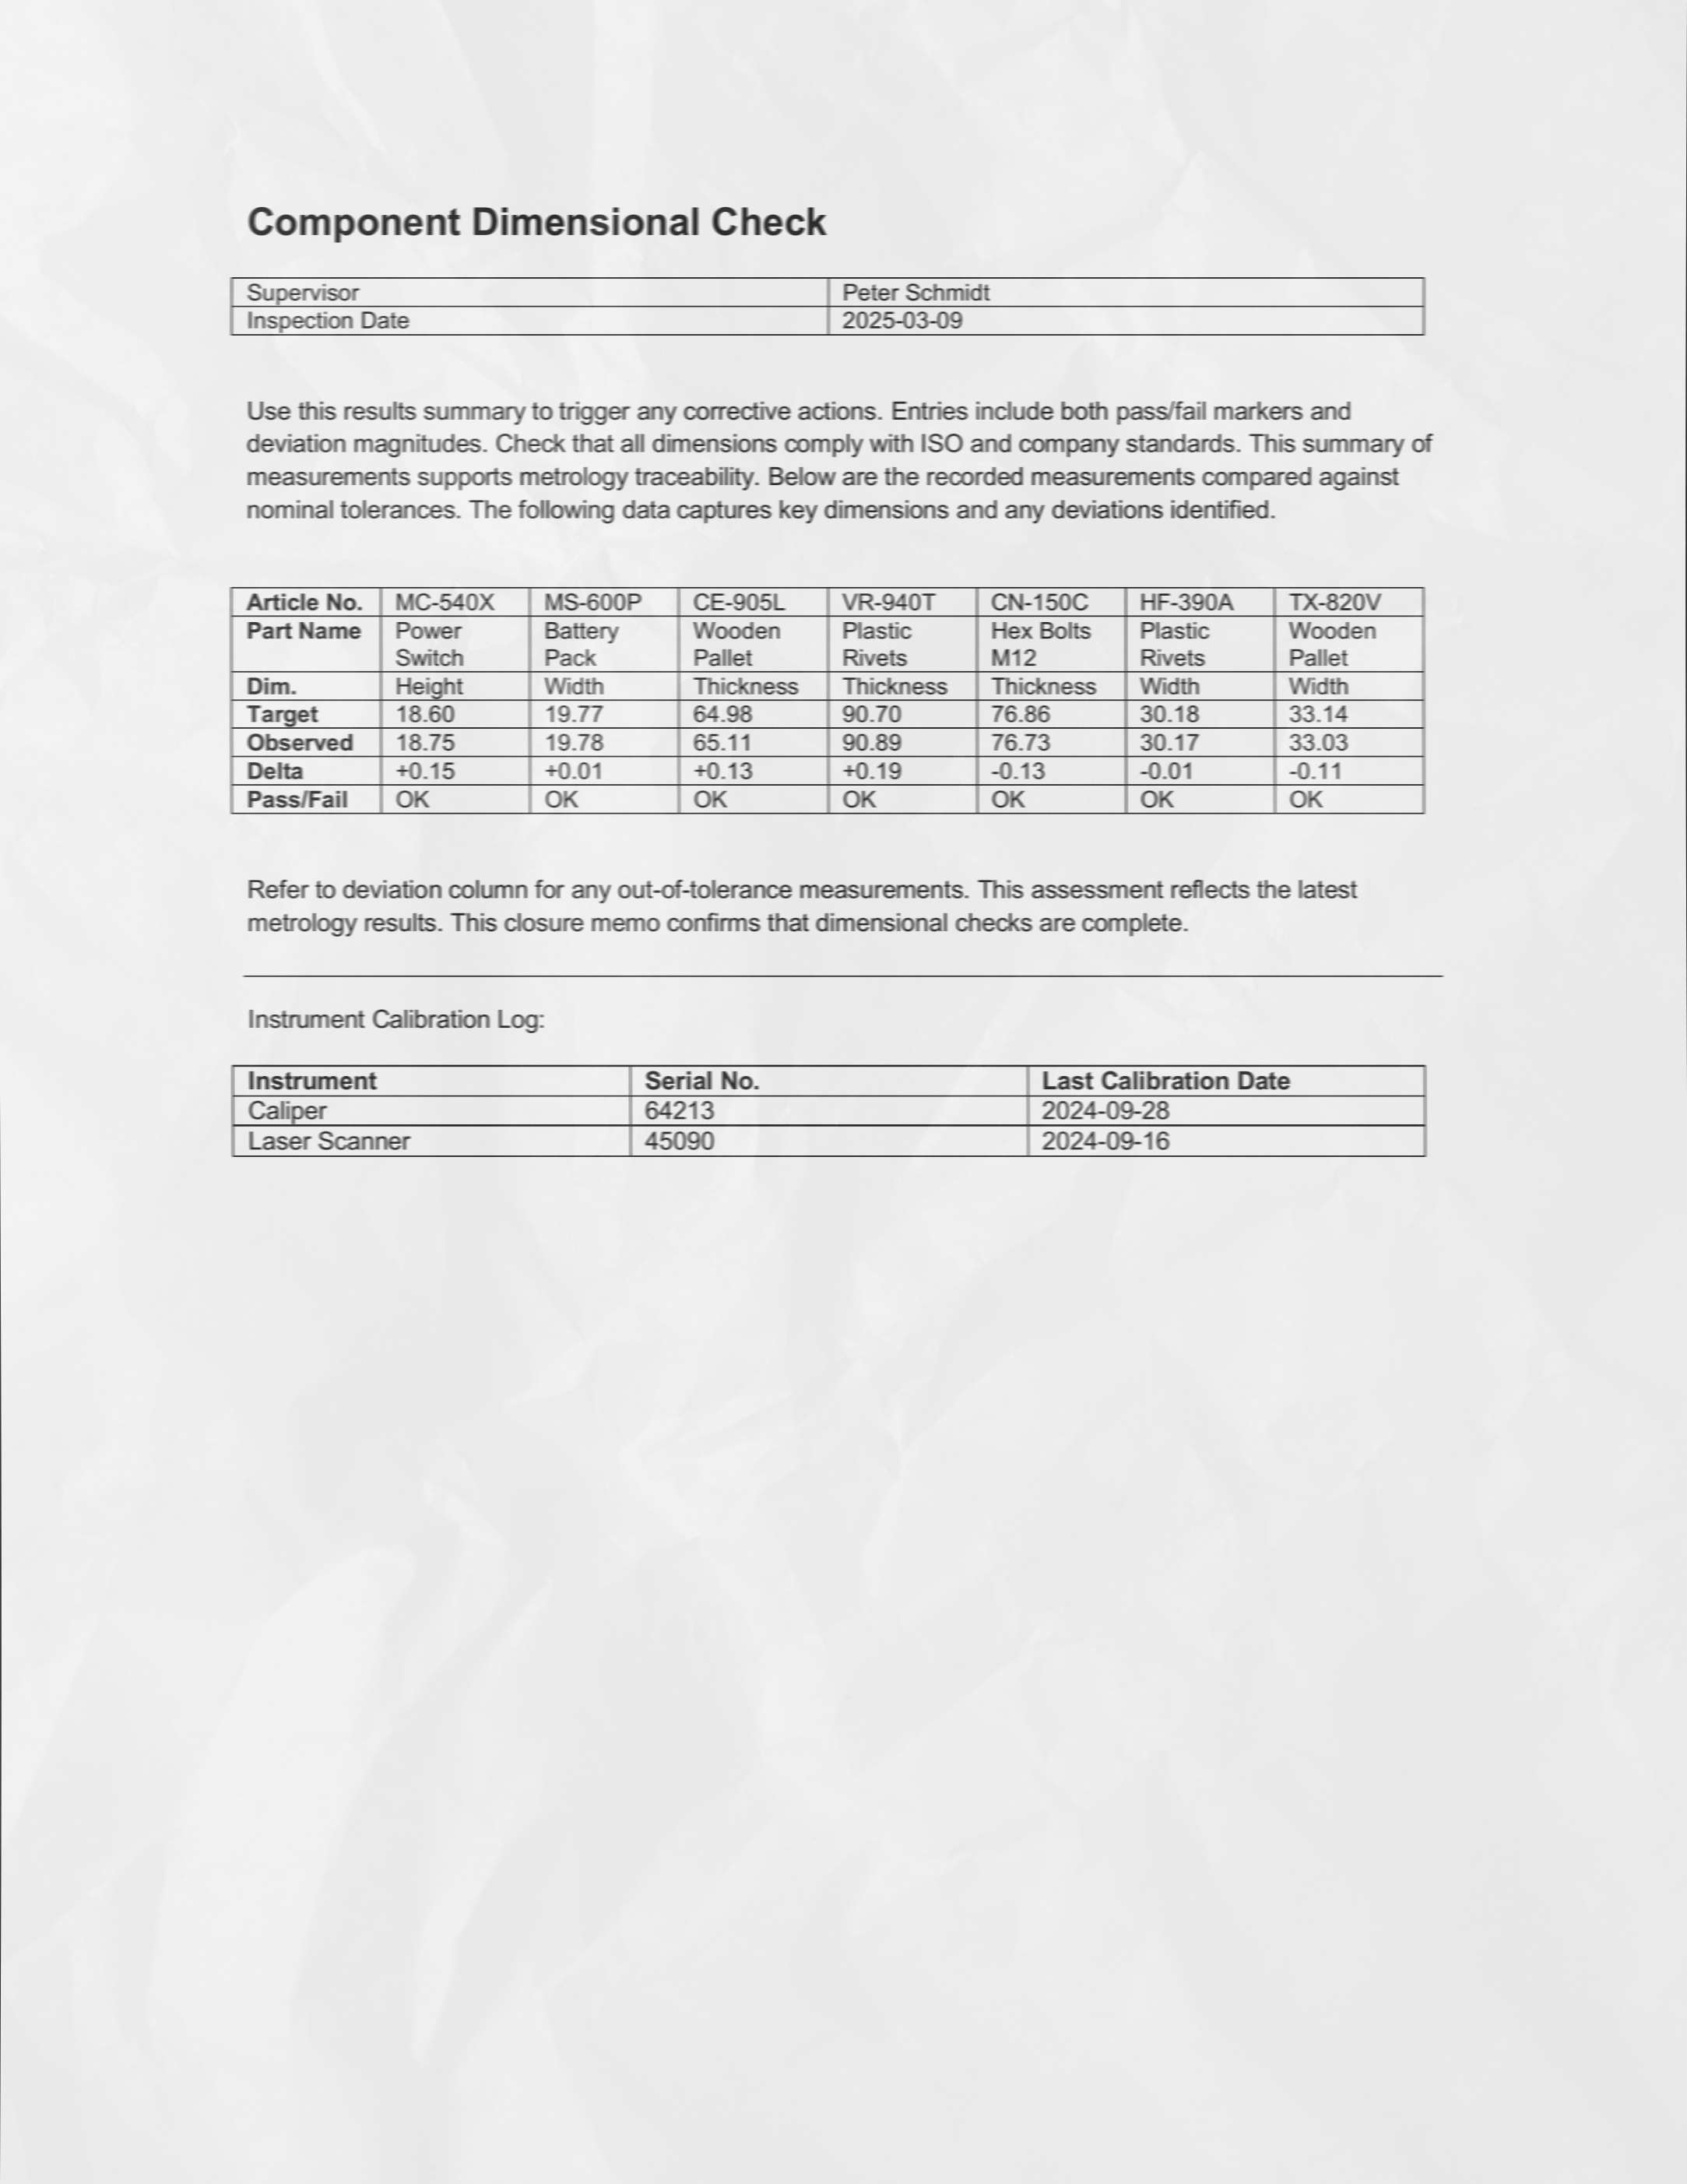 Component Dimensional Check
Supervisor Peter Schmidt
Inspection Date 2025-03-09
Use this results summary to trigger any corrective actions. Entries include both pass/fail markers and
deviation magnitudes. Check that all dimensions comply with ISO and company standards. This summary of
measurements supports metrology traceability. Below are the recorded measurements compared against
nominal tolerances. The following data captures key dimensions and any deviations identified.
Article No. MC-540X MS-600P CE-905L VR-940T CN-150C HF-390A TX-820V
Part Name Power Battery Wooden Plastic Hex Bolts Plastic Wooden
Switch Pack Pallet Rivets M12 Rivets Pallet
Dim. Height Width Thickness Thickness Thickness Width Width
Target 18.60 19.77 64.98 90.70 76.86 30.18 33.14
Observed 18.75 19.78 65.11 90.89 76.73 30.17 33.03
Delta +0.15 +0.01 +0.13 +0.19 -0.13 -0.01 -0.11
Pass/Fail OK OK OK OK OK OK OK
Refer to deviation column for any out-of-tolerance measurements. This assessment reflects the latest
metrology results. This closure memo confirms that dimensional checks are complete.
Instrument Calibration Log:
Instrument Serial No. Last Calibration Date
Caliper 64213 2024-09-28
Laser Scanner 45090 2024-09-16